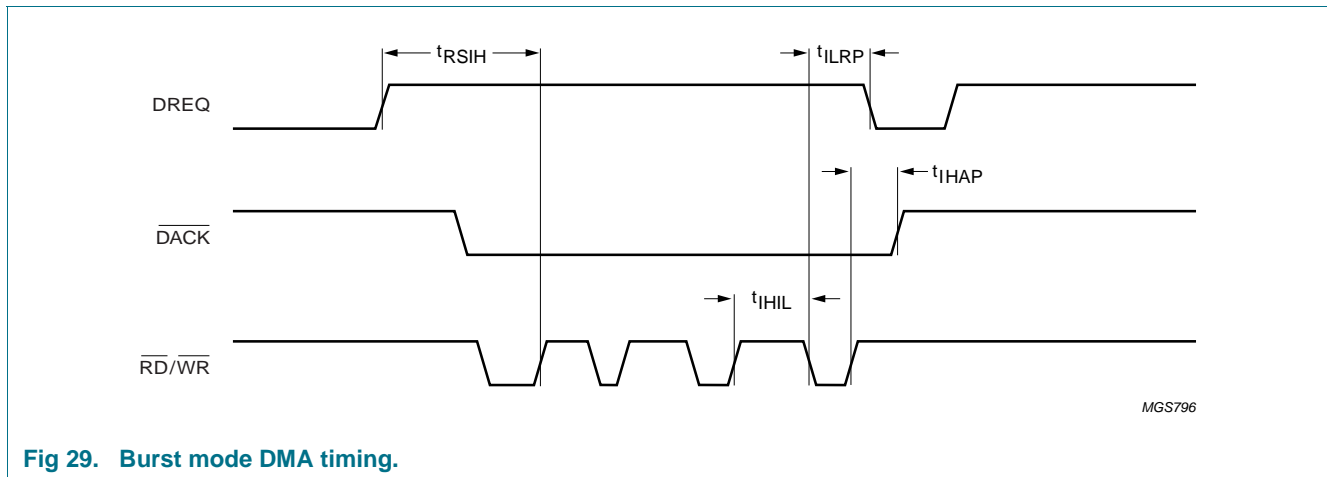 tRSIH
tILRP
DREQ
tIHAP
DACK
tIHIL
RD/WR
MGS796
Fig 29. Burst mode DMA timing.